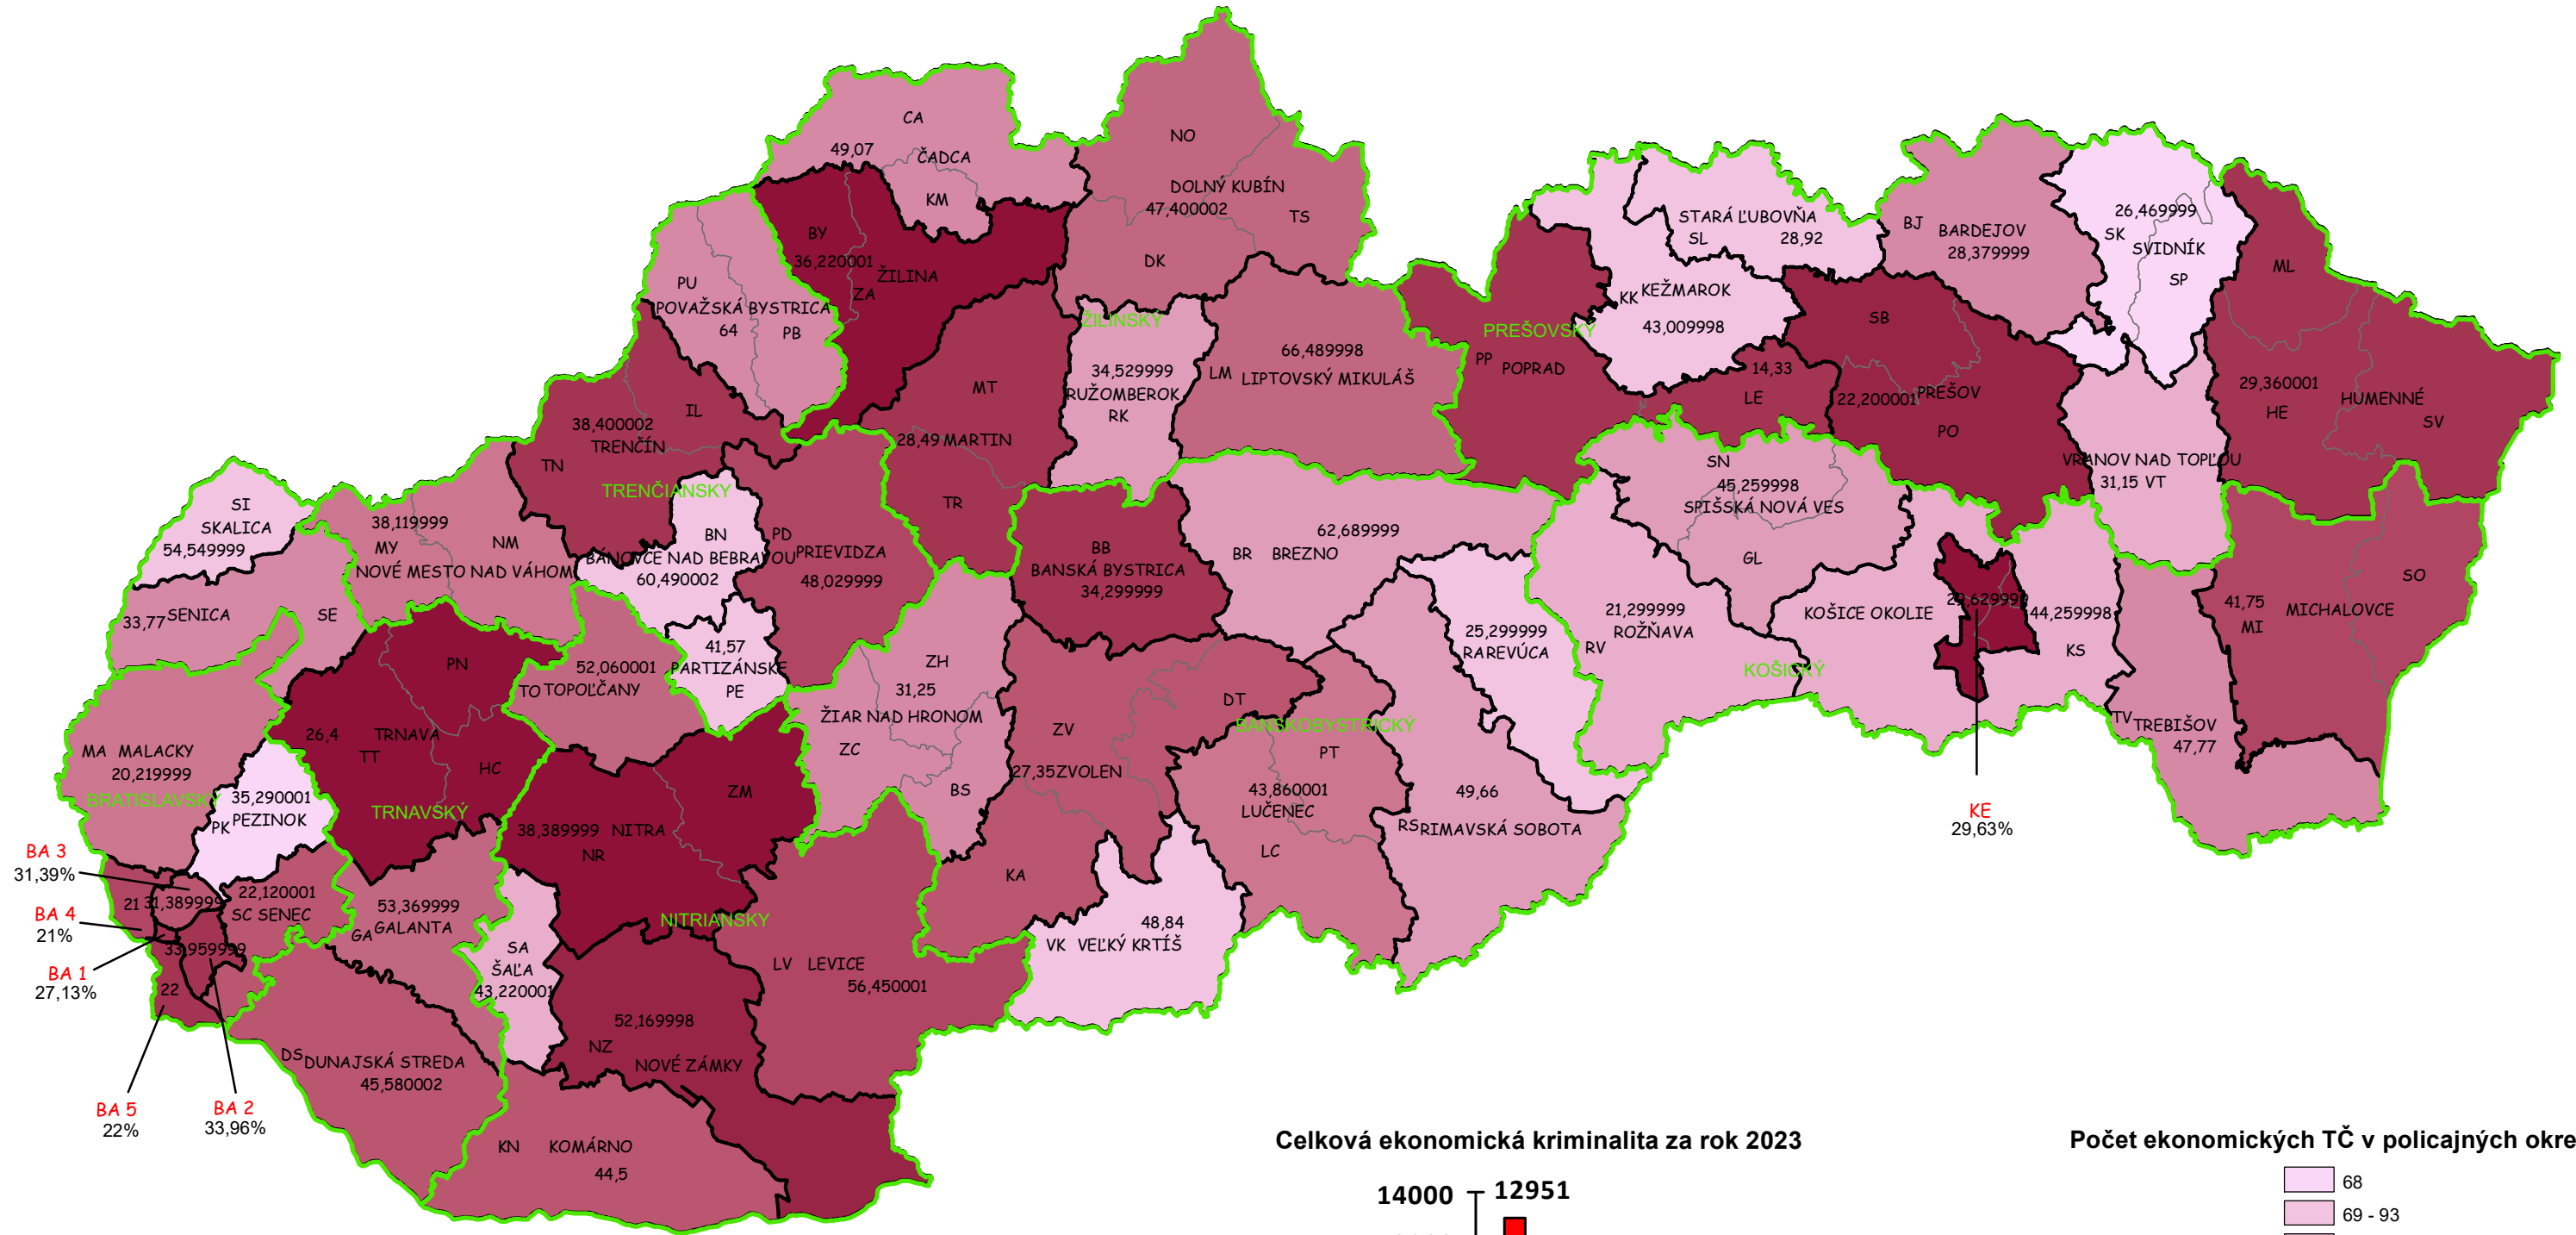 CA
49,07
ČADCA
KM
NO
DOLNÝ KUBÍN
47,400002
TS
DK
BY
36,220001
ŽILINA
ZA
PU
POVAŽSKÁ BYSTRICA
64
PB
STARÁ ĽUBOVŇA
SL
28,92
BJ
BARDEJOV
28,379999
26,469999
SK
SVIDNÍK
SP
ML
KK KEŽMAROK
43,009998
ŽILINSKÝ
PREŠOVSKÝ
SB
PP
POPRAD
14,33
LE
22,200001
PREŠOV
PO
29,360001
HE
HUMENNÉ
SV
66,489998
LM LIPTOVSKÝ MIKULÁŠ
34,529999
RUŽOMBEROK
RK
MT
28,49 MARTIN
TR
IL
38,400002
TRENČÍN
TN
TRENČIANSKY
VRANOV NAD TOPĽOU
31,15 VT
SN
45,259998
SPIŠSKÁ NOVÁ VES
GL
SI
SKALICA
54,549999
38,119999
MY
NM
NOVÉ MESTO NAD VÁHOM
BN
BÁNOVCE NAD BEBRAVOU
60,490002
PD
PRIEVIDZA
48,029999
BB
BANSKÁ BYSTRICA
34,299999
62,689999
BR BREZNO
SO
41,75
MI
MICHALOVCE
33,77 SENICA
SE
21,299999
ROŽŇAVA
RV
KOŠICE OKOLIE
29,629999
44,259998
KS
25,299999
RAREVÚCA
KOŠICKÝ
PN
52,060001
TO TOPOĽČANY
41,57
PARTIZÁNSKE
PE
ZH
31,25
ŽIAR NAD HRONOM
ZC
BS
DT
BANSKOBYSTRICKÝ
ZV
27,35 ZVOLEN
PT
43,860001
LUČENEC
LC
49,66
RS RIMAVSKÁ SOBOTA
TV TREBIŠOV
47,77
MA MALACKY
20,219999
BRATISLAVSKÝ
26,4
TRNAVA
TT
HC
TRNAVSKÝ
35,290001
PEZINOK
PK
38,389999 NITRA
NR
ZM
KE
29,63%
BA 3
31,39%
BA 4
21%
BA 1
27,13%
21
31,389999
22,120001
SC SENEC
33,959999
22
53,369999
GA GALANTA
SA
ŠAĽA
43,220001
NITRIANSKY
LV LEVICE
56,450001
KA
48,84
VK VEĽKÝ KRTÍŠ
52,169998
NZ
NOVÉ ZÁMKY
DS DUNAJSKÁ STREDA
45,580002
BA 5
22%
BA 2
33,96%
KN KOMÁRNO
44,5
Celková ekonomická kriminalita za rok 2023
14000
12951
Počet ekonomických TČ v policajných okre
68
69 - 93